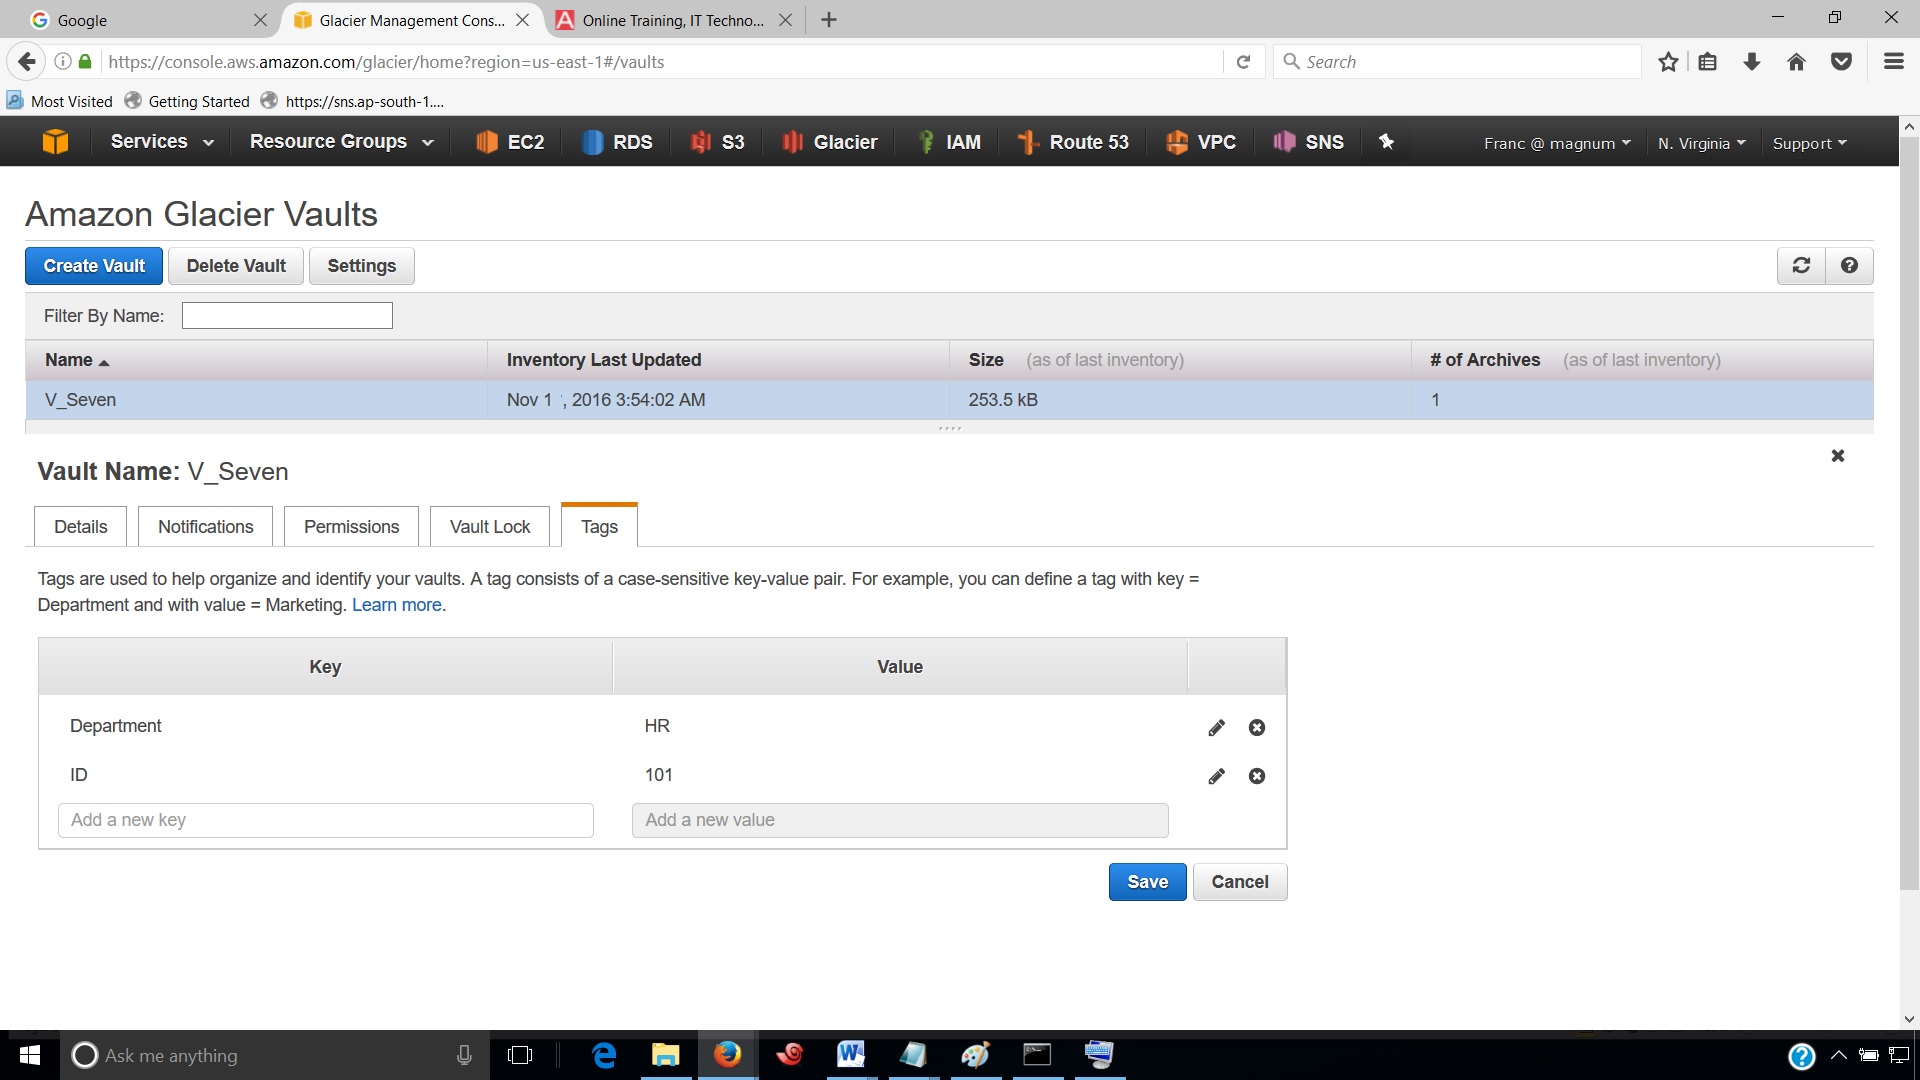 Google
Glacier Management Cons...
Online Training, IT Techno...
https://console.aws.amazon.com/glacier/home?region=us-east-1#/vaults
Search
Most Visited
Getting Started
https://sns.ap-south-1....
Services
Resource Groups
EC2
RDS
S3
Glacier
IAM
Route 53
VPC
SNS
Franc @ magnum
N. Virginia
Support
Amazon Glacier Vaults
Create Vault
Delete Vault
Settings
Filter By Name:
Name
Inventory Last Updated
Size (as of last inventory)
# of Archives (as of last inventory)
V_Seven
Nov 1 , 2016 3:54:02 AM
253.5 kB
1
Vault Name: V_Seven
Details
Notifications
Permissions
Vault Lock
Tags
Tags are used to help organize and identify your vaults. A tag consists of a case-sensitive key-value pair. For example, you can define a tag with key =
Department and with value = Marketing. Learn more.
Key
Value
Department
HR
ID
101
Add a new key
Add a new value
Save
Cancel
Ask me anything